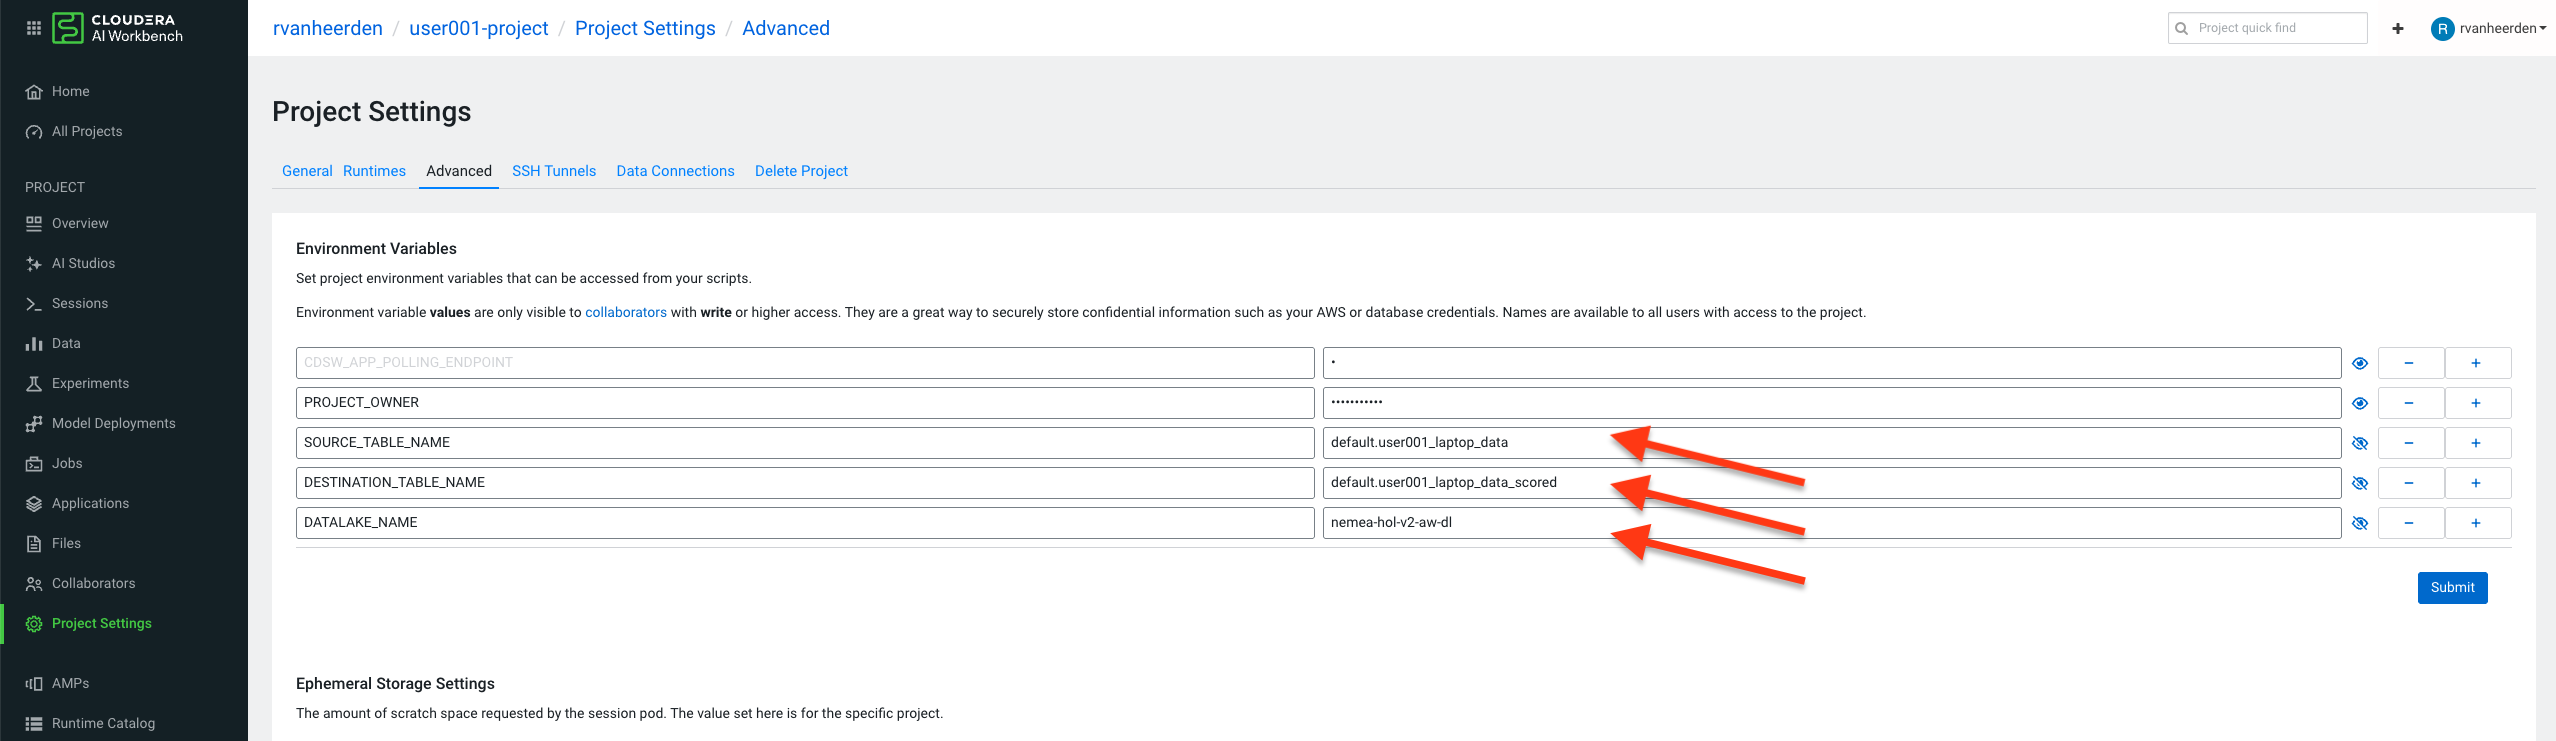 CLOUDERA
AI Workbench
rvanheerden / user001-project / Project Settings / Advanced
Project quick find
R rvanheerden
Home
All Projects
PROJECT
Overview
AI Studios
Sessions
Data
Experiments
Model Deployments
Jobs
Applications
Files
Collaborators
Project Settings
AMPs
Runtime Catalog
Project Settings
General Runtimes Advanced SSH Tunnels Data Connections Delete Project
Environment Variables
Set project environment variables that can be accessed from your scripts.
Environment variable values are only visible to collaborators with write or higher access. They are a great way to securely store confidential information such as your AWS or database credentials. Names are available to all users with access to the project.
CDSW_APP_POLLING_ENDPOINT •
PROJECT_OWNER •••••••••••
SOURCE_TABLE_NAME default.user001_laptop_data
DESTINATION_TABLE_NAME default.user001_laptop_data_scored
DATALAKE_NAME nemea-hol-v2-aw-dl
Submit
Ephemeral Storage Settings
The amount of scratch space requested by the session pod. The value set here is for the specific project.